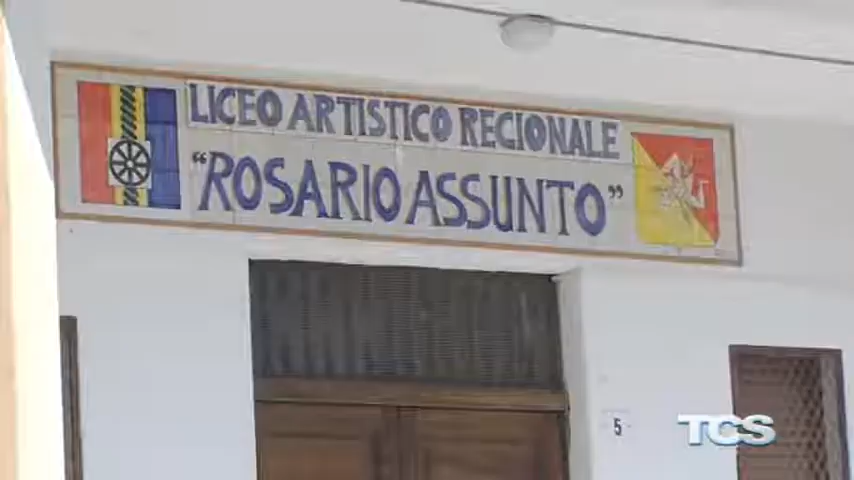 LICEO ARTISTICO REGIONALE
“ROSARIO ASSUNTO”
5
TCS